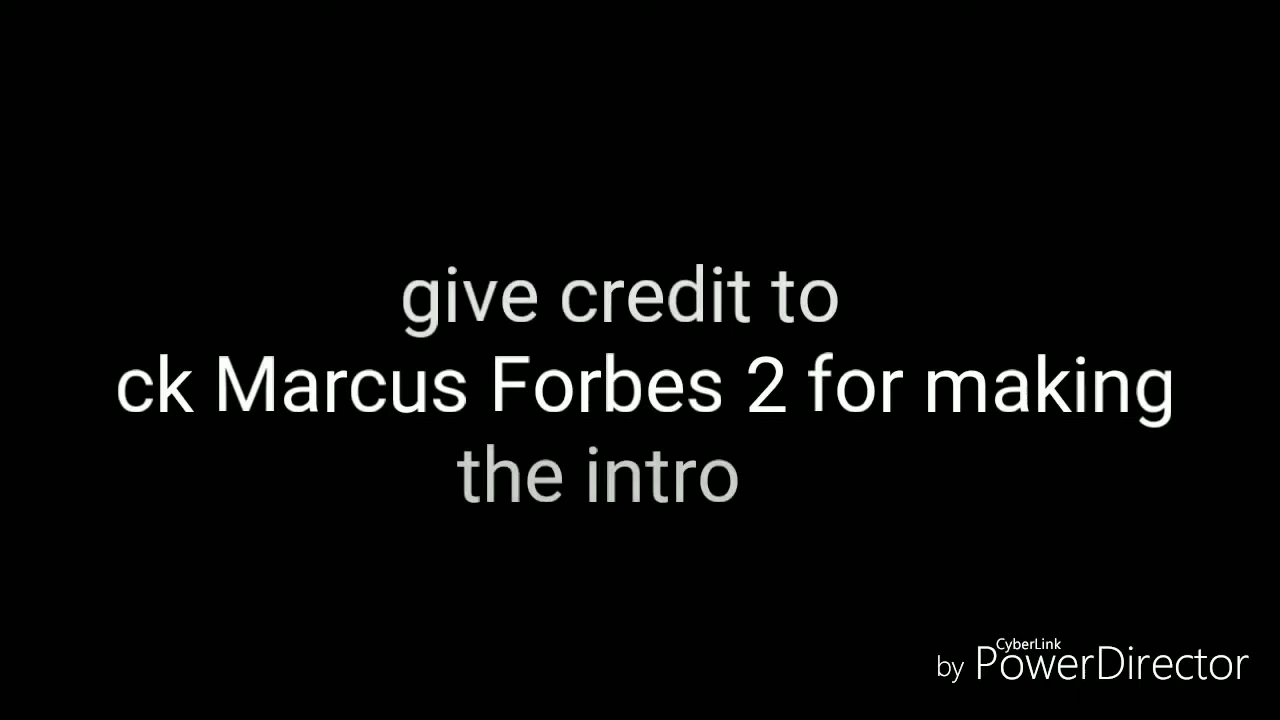 give credit to
ck Marcus Forbes 2 for making
the intro
CyberLink
by PowerDirector